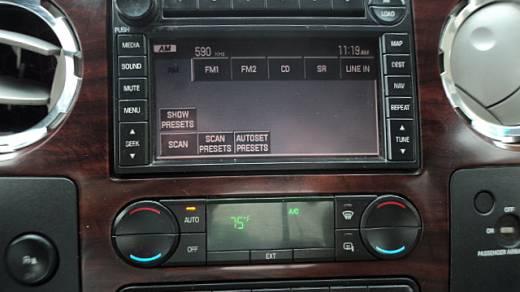 PUSH
LOAD
MEDIA
SOUND
MUTE
MENU
SEEK
AM
590 KHZ
11:19 AM
AM
FM1
FM2
CD
SR
LINE IN
SHOW PRESETS
SCAN
SCAN PRESETS
AUTOSET PRESETS
MAP
DEST
NAV
REPEAT
TUNE
AUTO
OFF
75°F
A/C
EXT
OFF
ON
PASSENGER AIRBAG